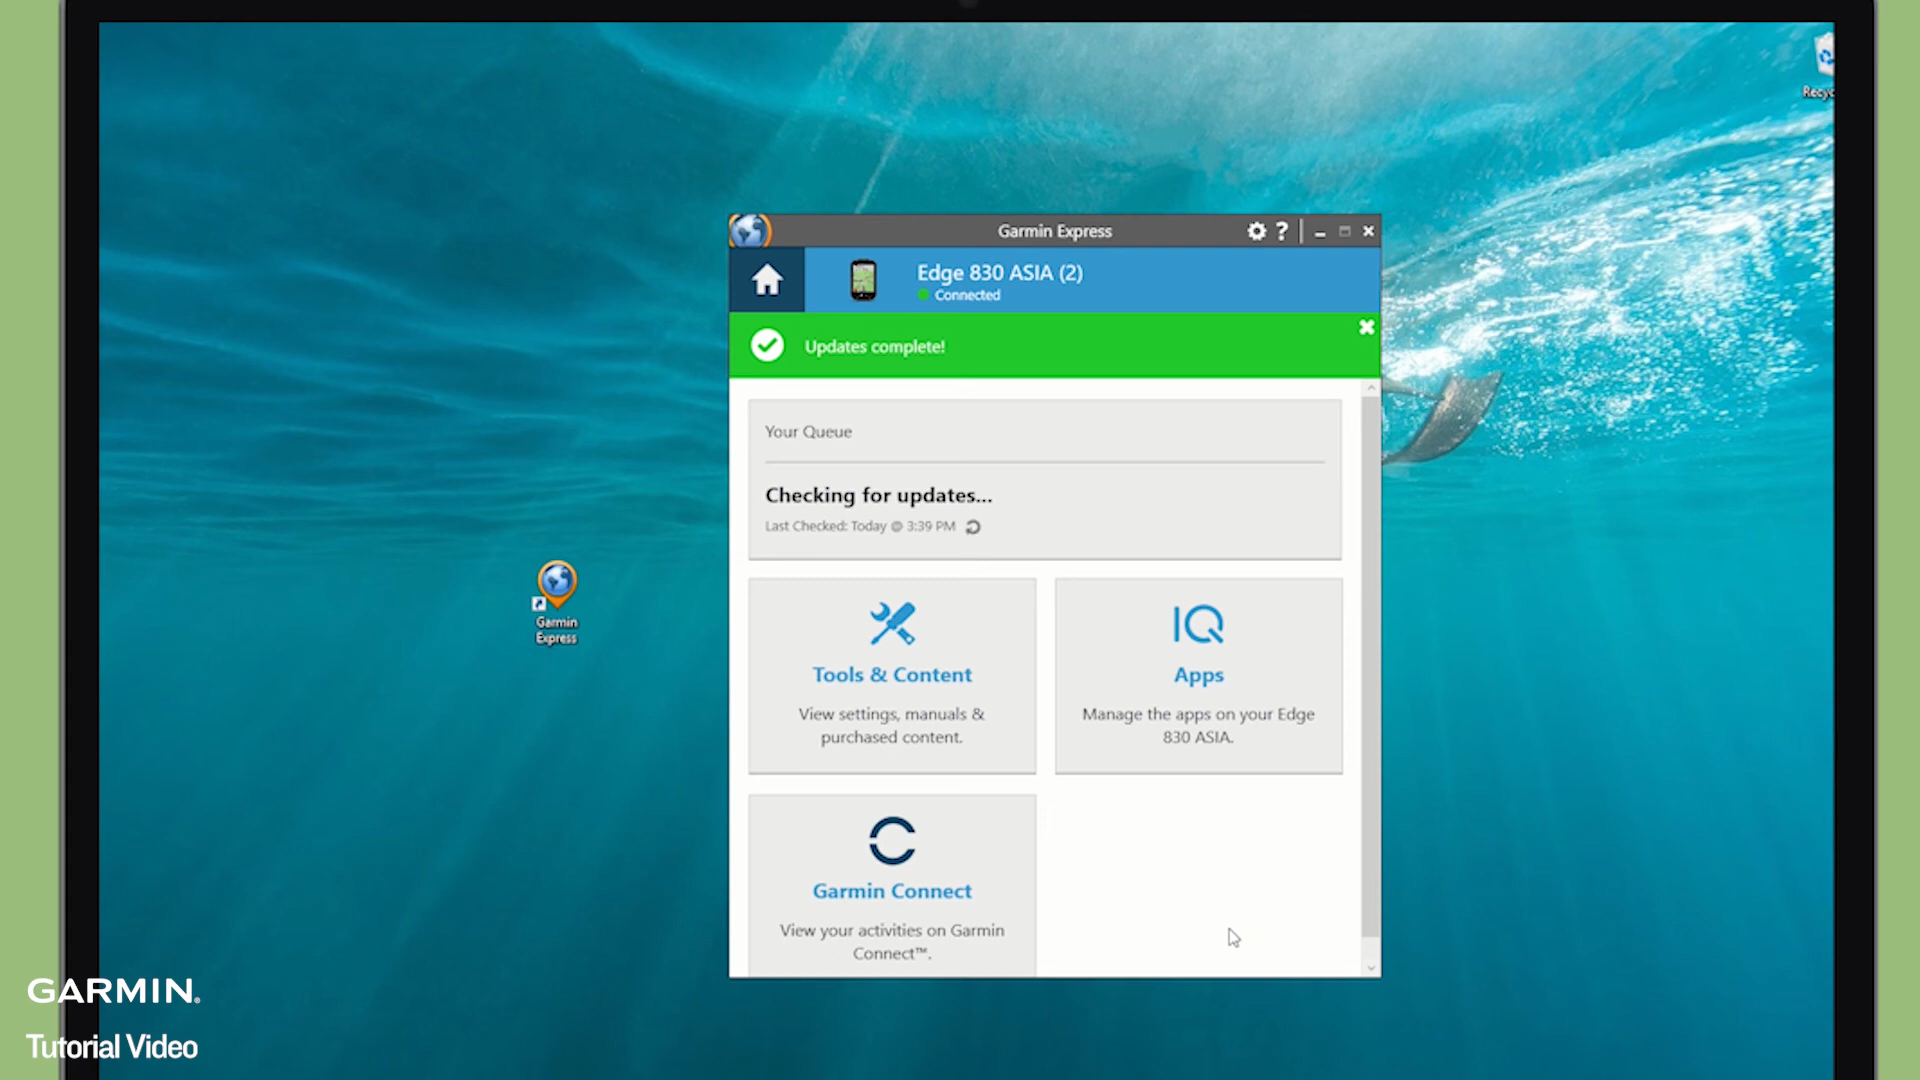 Recyc
Garmin Express
?
Edge 830 ASIA (2)
Connected
Updates complete!
Your Queue
Checking for updates...
Last Checked: Today @ 3:39 PM
Garmin
Express
Tools & Content
View settings, manuals &
purchased content.
IQ
Apps
Manage the apps on your Edge
830 ASIA.
Garmin Connect
View your activities on Garmin
Connect™.
GARMIN®
Tutorial Video